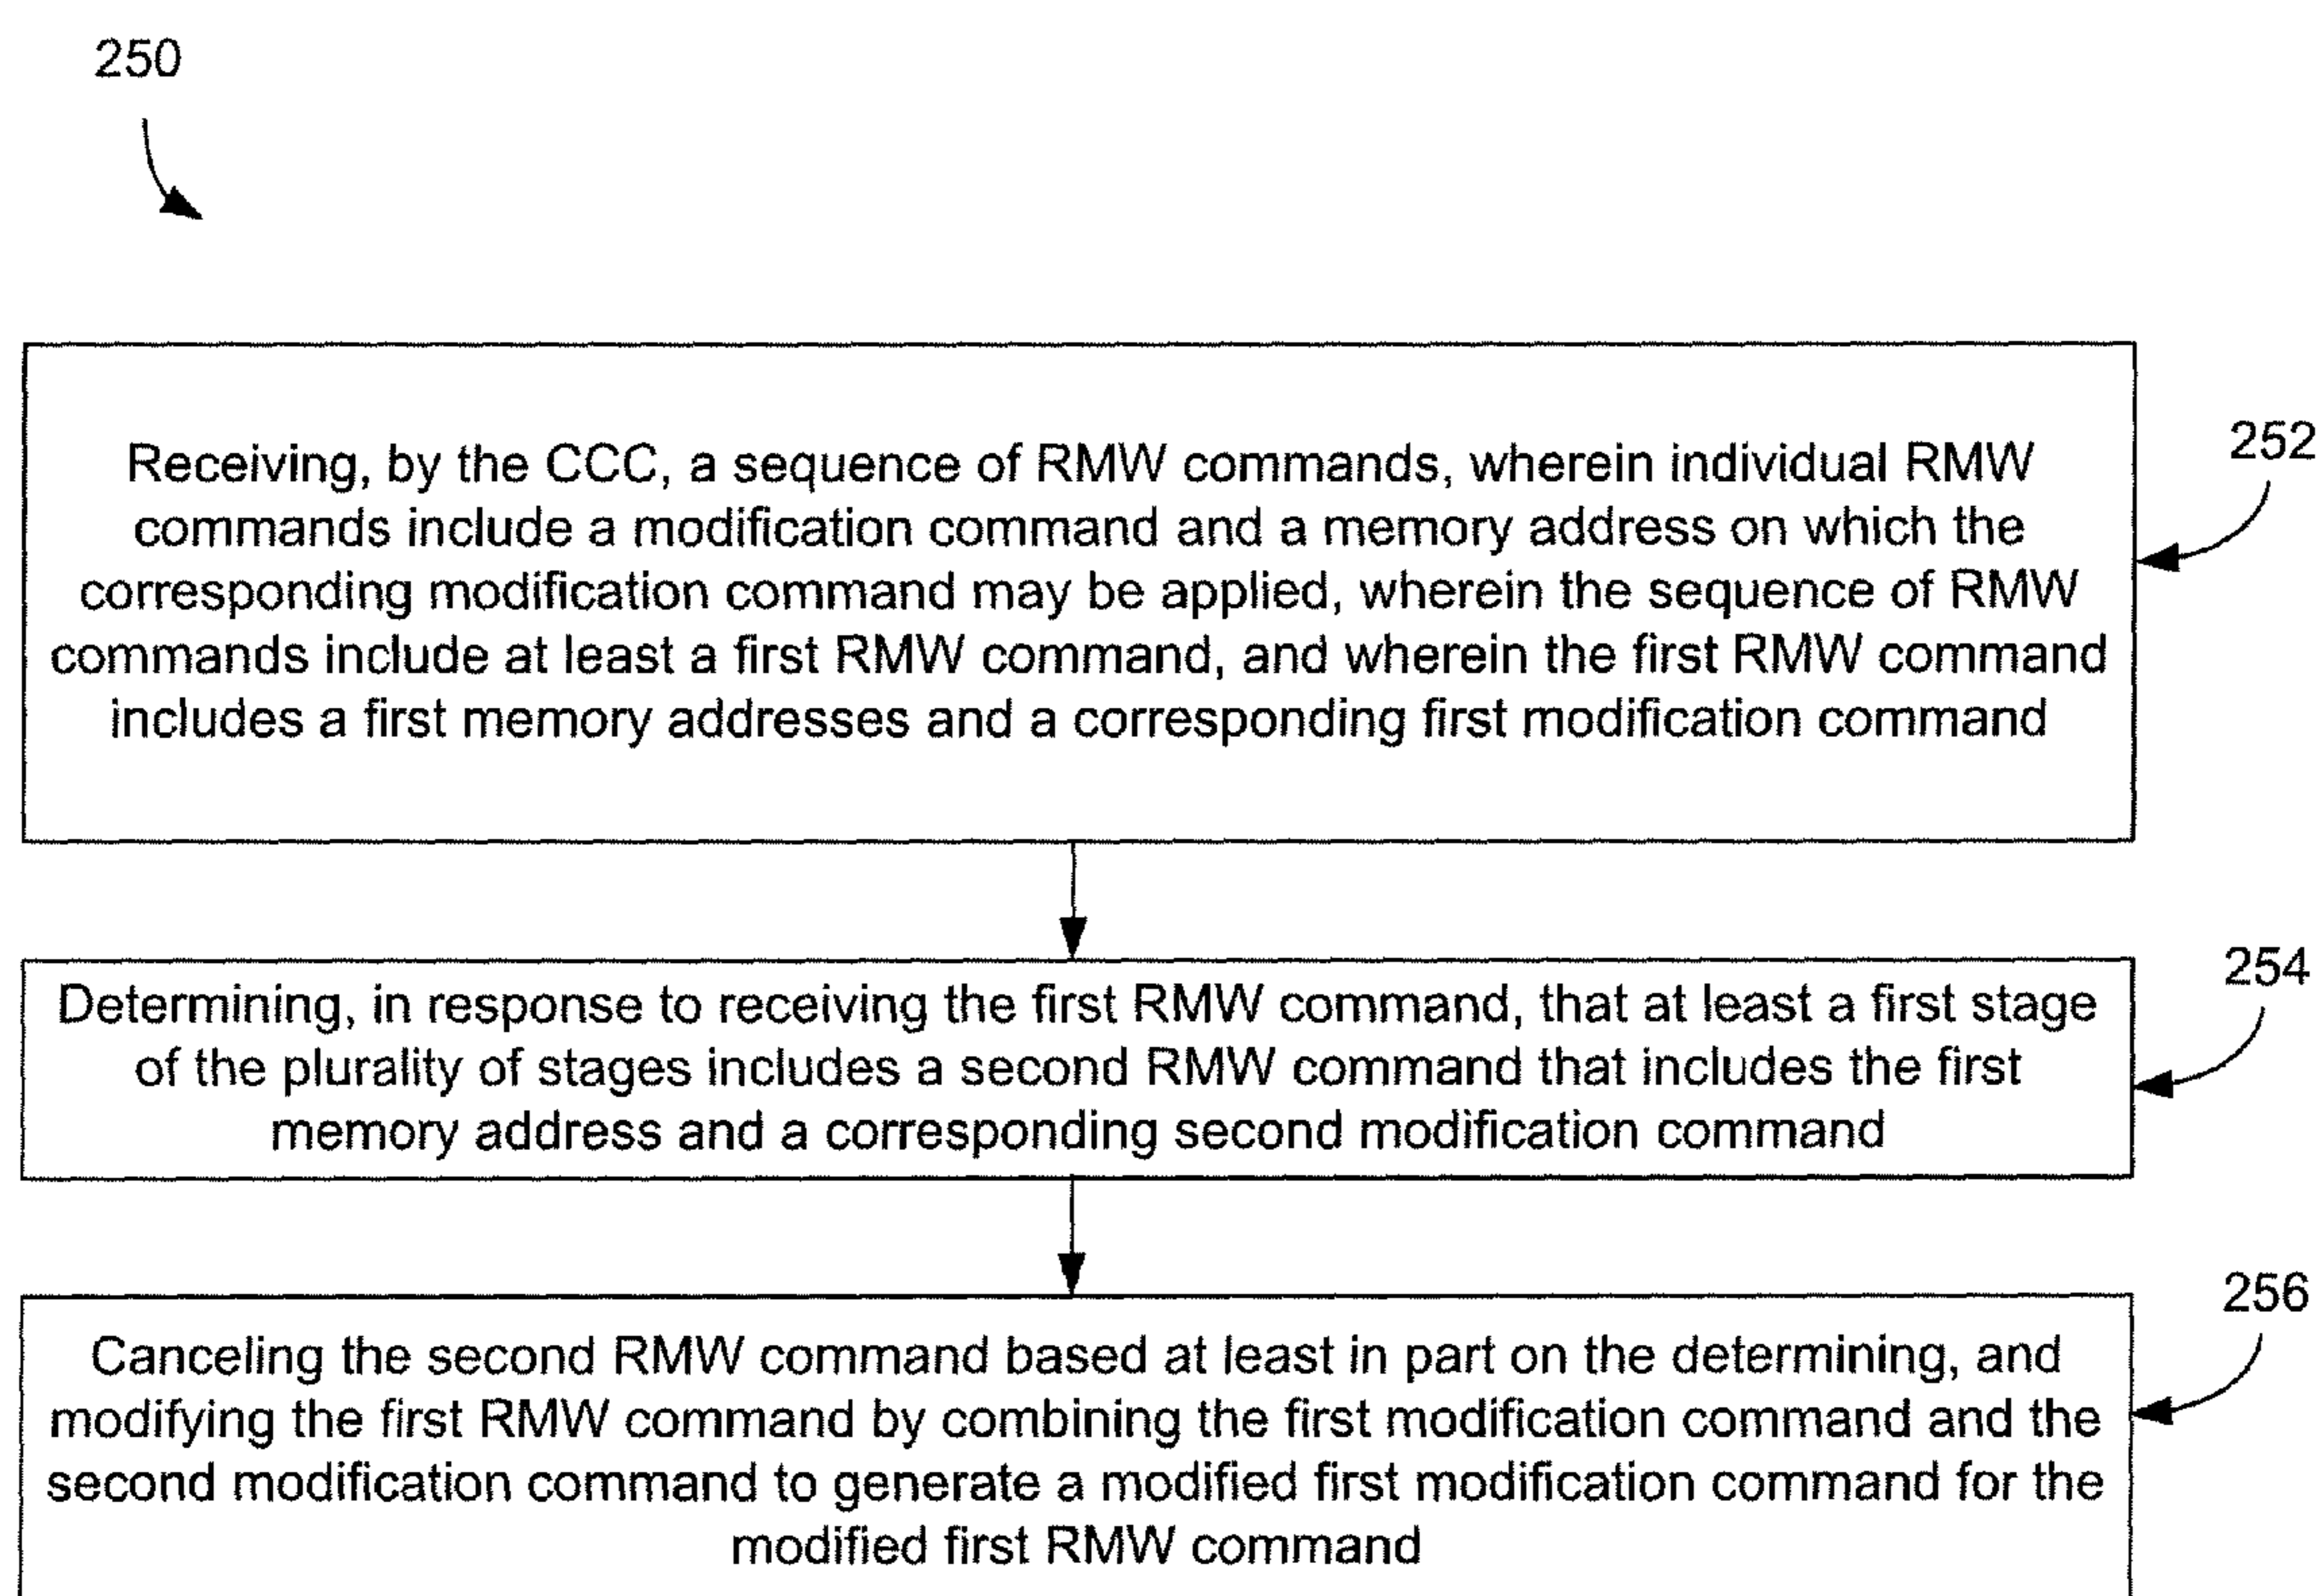 250
Receiving, by the CCC, a sequence of RMW commands, wherein individual RMW
commands include a modification command and a memory address on which the
corresponding modification command may be applied, wherein the sequence of RMW
commands include at least a first RMW command, and wherein the first RMW command
includes a first memory addresses and a corresponding first modification command
252
Determining, in response to receiving the first RMW command, that at least a first stage
of the plurality of stages includes a second RMW command that includes the first
memory address and a corresponding second modification command
254
Canceling the second RMW command based at least in part on the determining, and
modifying the first RMW command by combining the first modification command and the
second modification command to generate a modified first modification command for the
modified first RMW command
256